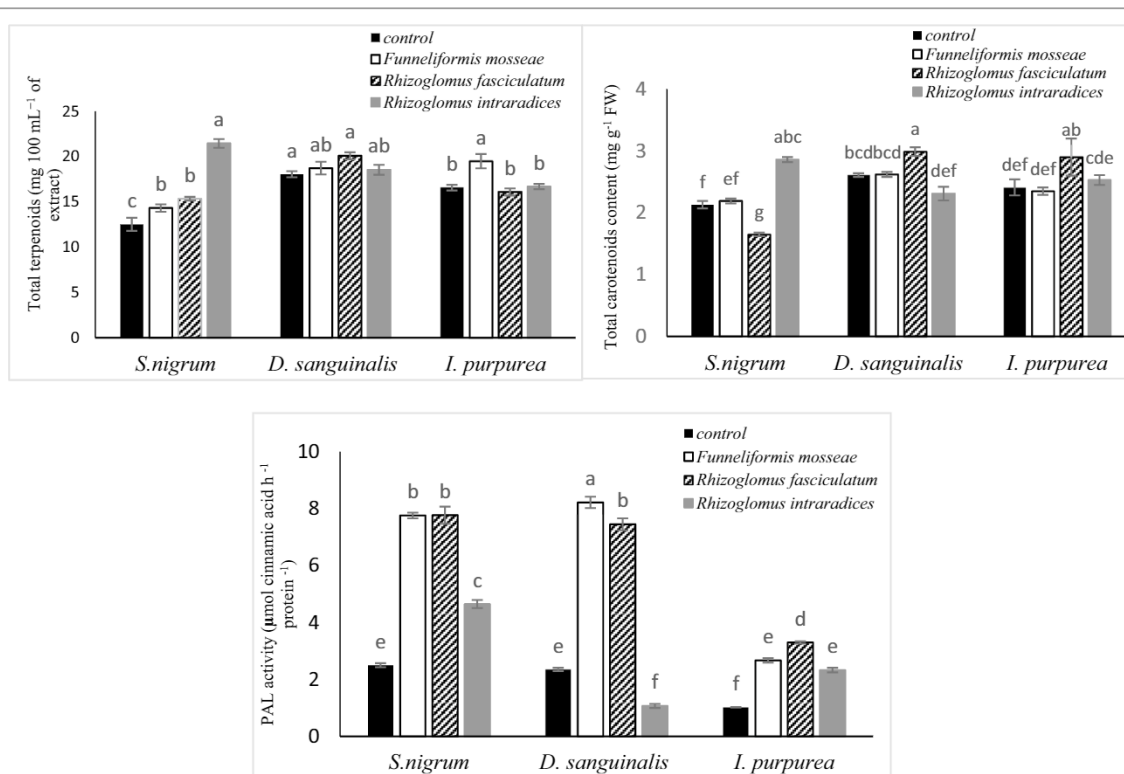 control
Funneliformis mosseae
Rhizoglomus fasciculatum
Rhizoglomus intraradices
Total terpenoids (mg 100 mL⁻¹ of
extract)
25
20
15
10
5
0
c b b a
a ab a ab
b a b b
S.nigrum D. sanguinalis I. purpurea
control
Funneliformis mosseae
Rhizoglomus fasciculatum
Rhizoglomus intraradices
Total carotenoids content (mg g⁻¹ FW)
4
3
2
1
0
f ef g abc
bcd bcd a def
def def ab cde
S.nigrum D. sanguinalis I. purpurea
control
Funneliformis mosseae
Rhizoglomus fasciculatum
Rhizoglomus intraradices
PAL activity (µmol cinnamic acid h ⁻¹
protein ⁻¹)
10
8
6
4
2
0
e b b c
e a b f
f e d e
S.nigrum D. sanguinalis I. purpurea